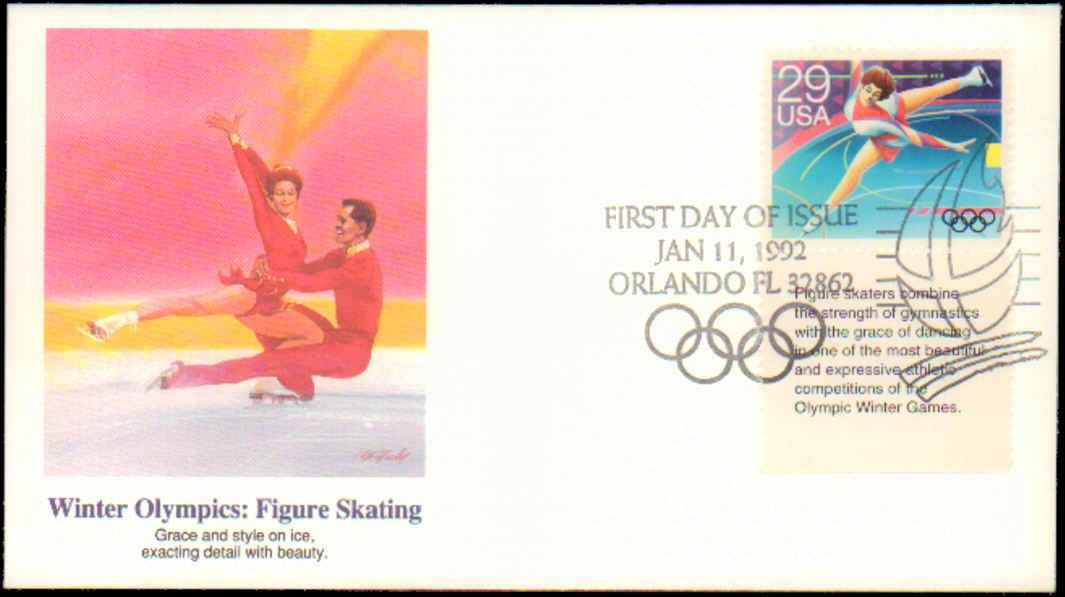 29
USA
FIRST DAY OF ISSUE
JAN 11, 1992
ORLANDO FL 32862
Figure skaters combine
the strength of gymnastics
with the grace of dancing
in one of the most beautiful
and expressive athletic
competitions of the
Olympic Winter Games.
Winter Olympics: Figure Skating
Grace and style on ice,
exacting detail with beauty.